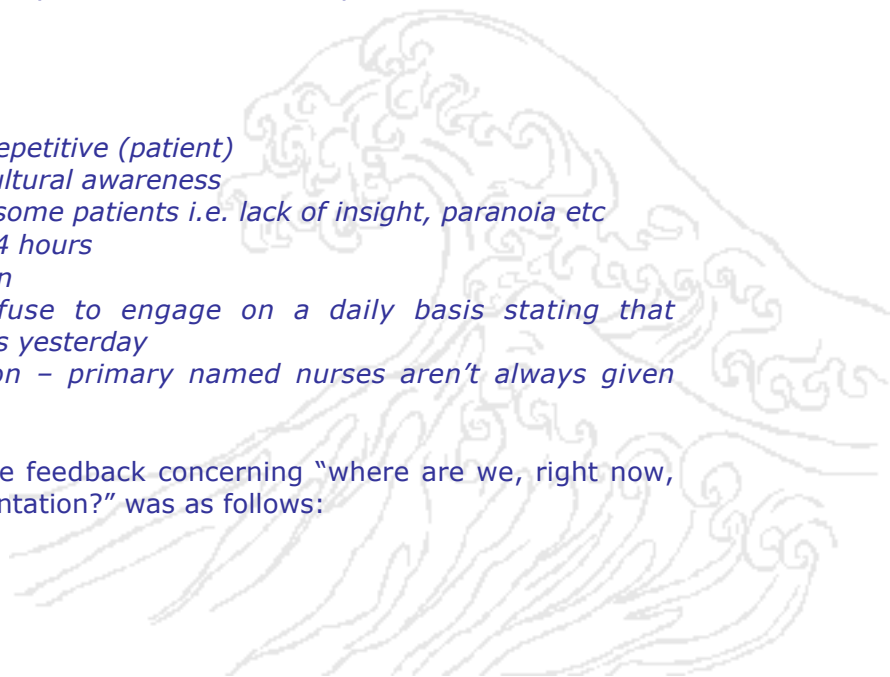 epetitive (patient)
ultural awareness
some patients i.e. lack of insight, paranoia etc
4 hours
n
fuse to engage on a daily basis stating that
s yesterday
on – primary named nurses aren’t always given
e feedback concerning “where are we, right now,
ntation?” was as follows: